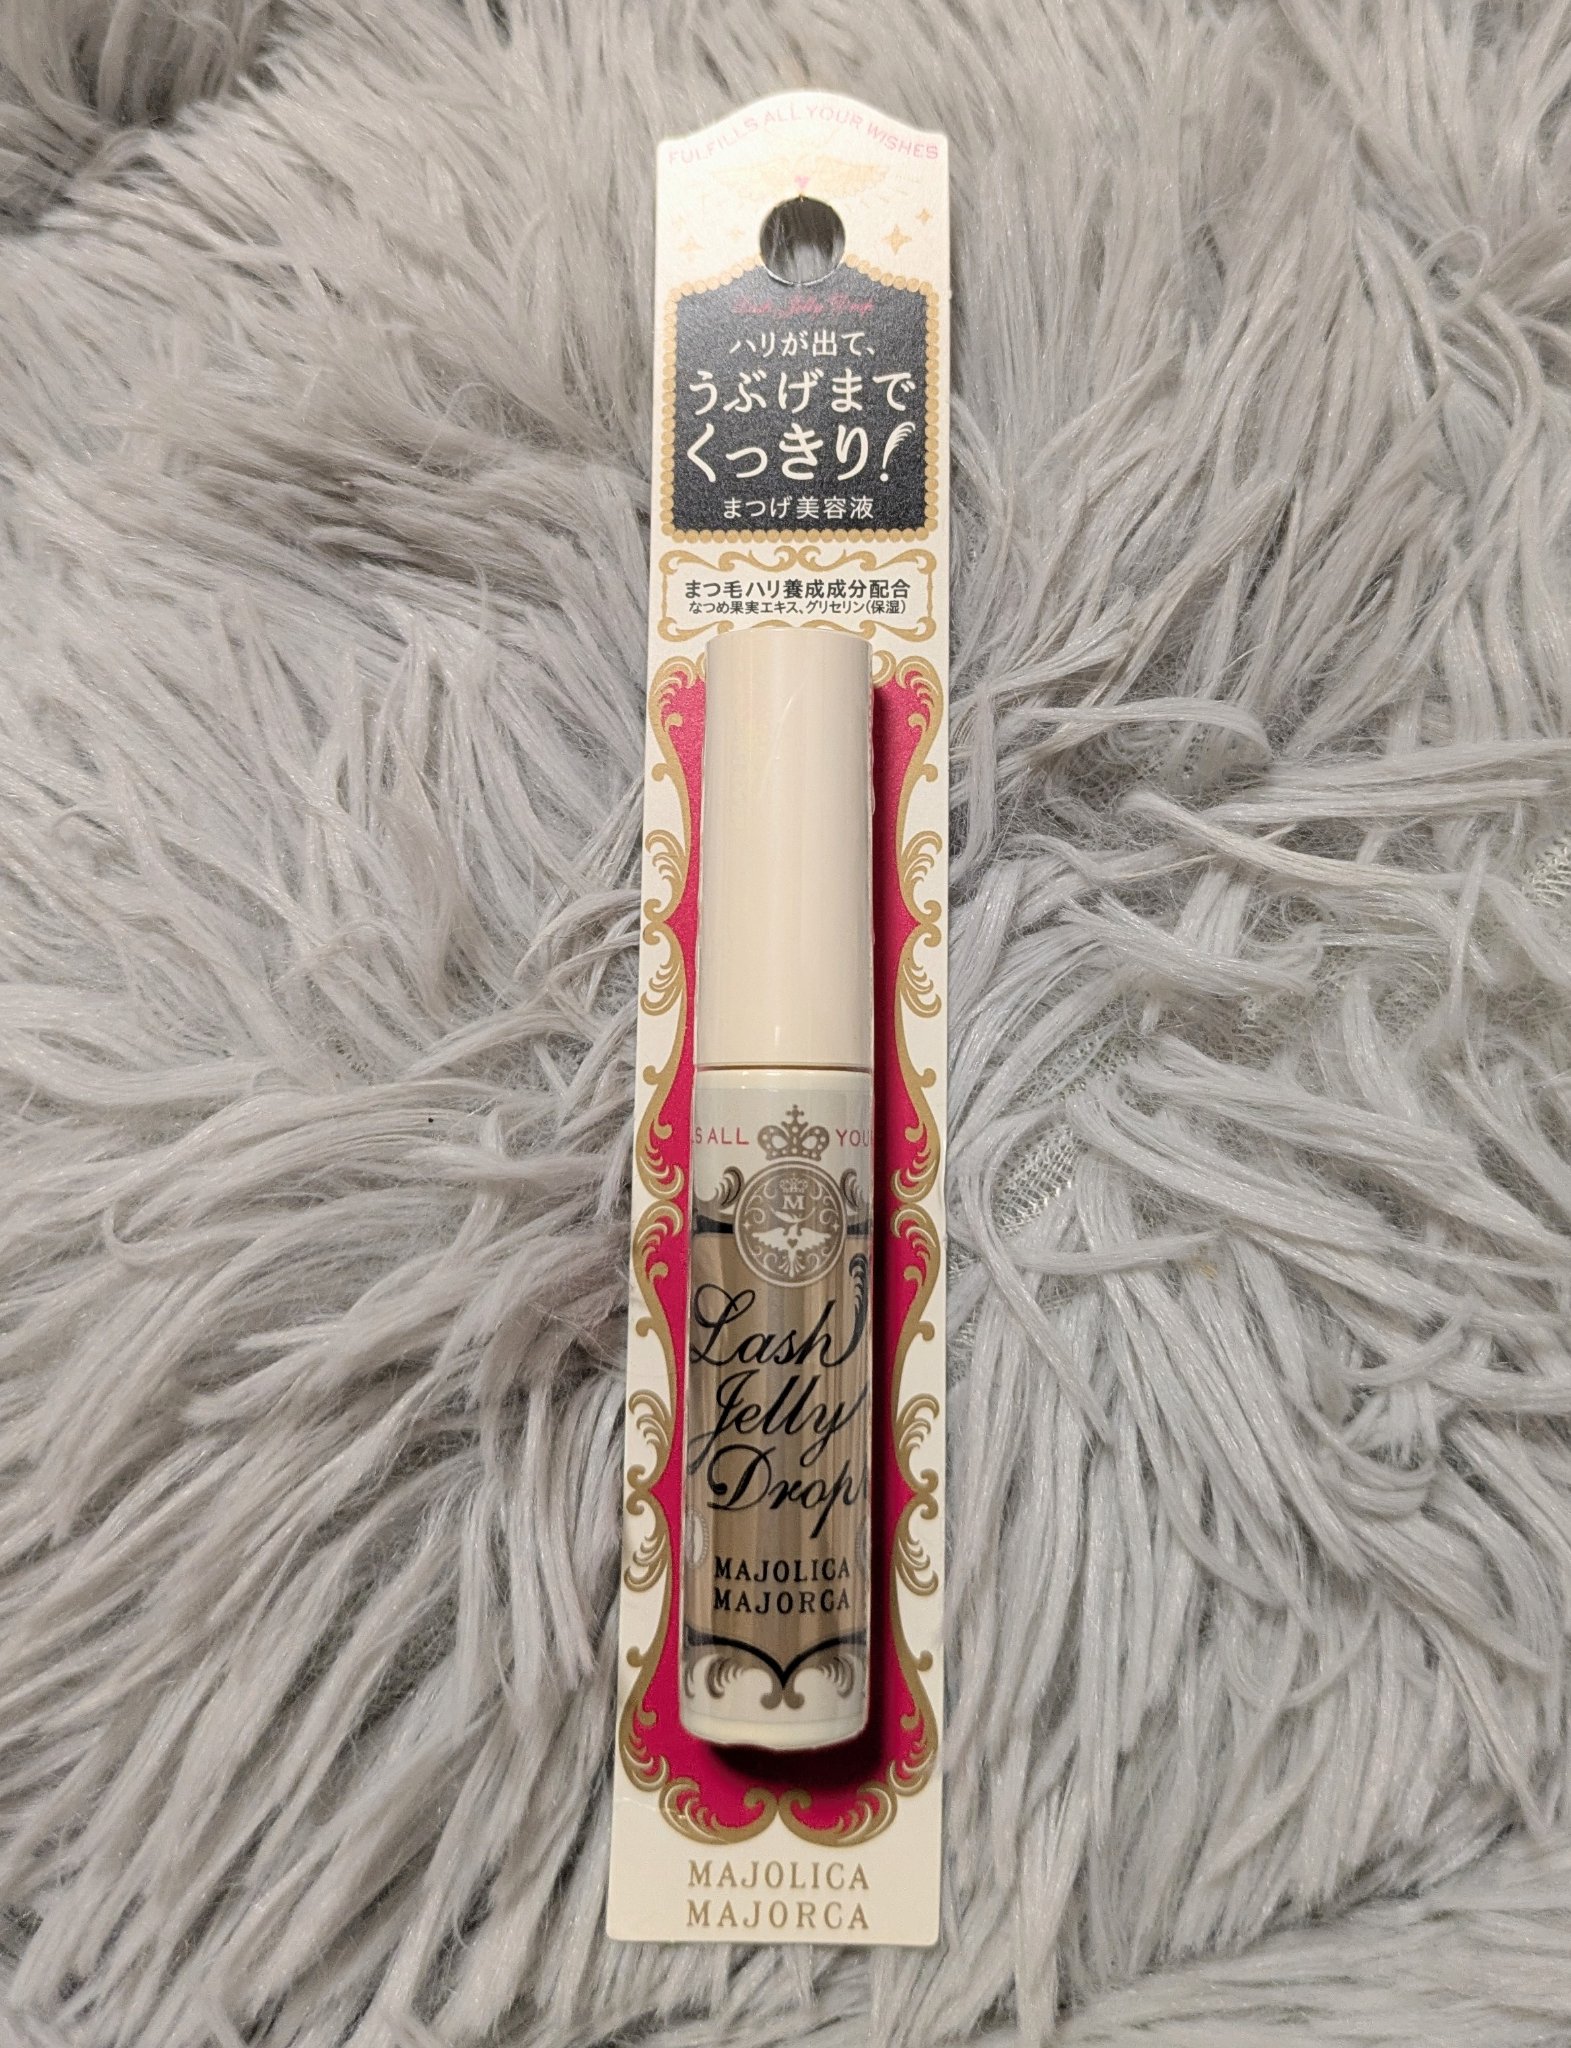 FULFILLS ALL YOUR WISHES
Lash Jelly Drop
ハリが出て、
うぶげまで
くっきり!
まつげ美容液
まつ毛ハリ養成成分配合
なつめ果実エキス、グリセリン(保湿)
LS ALL YOU
M
Lash
Jelly
Drop
MAJOLICA
MAJORCA
MAJOLICA
MAJORCA